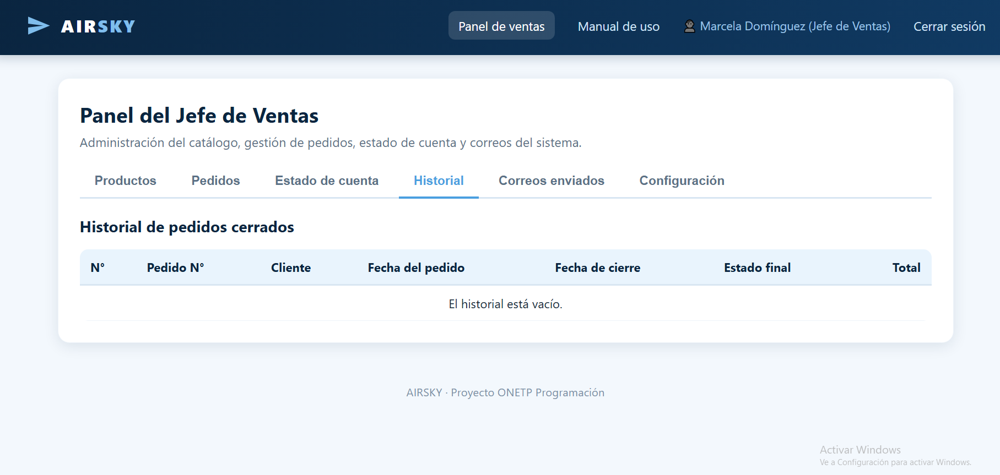 AIRSKY
Panel de ventas
Manual de uso
Marcela Domínguez (Jefe de Ventas)
Cerrar sesión
Panel del Jefe de Ventas
Administración del catálogo, gestión de pedidos, estado de cuenta y correos del sistema.
Productos
Pedidos
Estado de cuenta
Historial
Correos enviados
Configuración
Historial de pedidos cerrados
N° Pedido N° Cliente Fecha del pedido Fecha de cierre Estado final Total
El historial está vacío.
AIRSKY · Proyecto ONETP Programación
Activar Windows
Ve a Configuración para activar Windows.